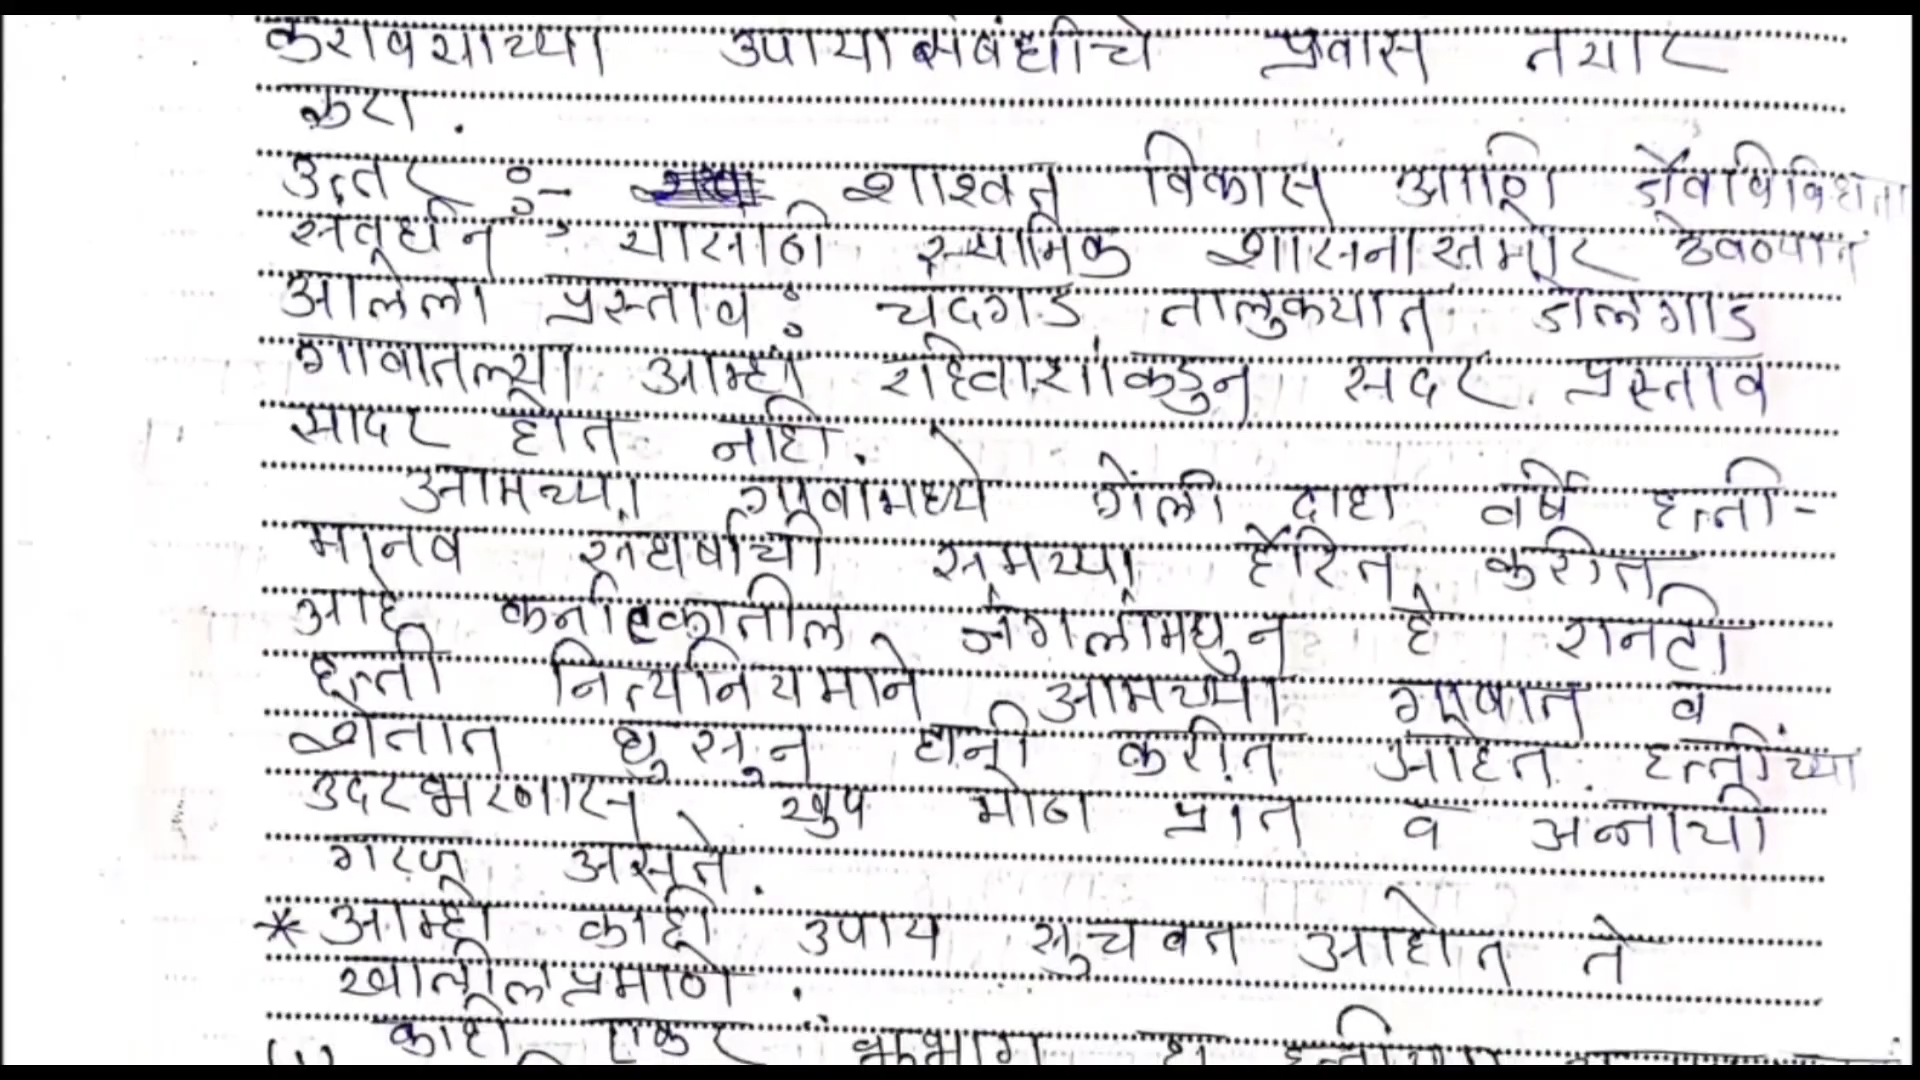 करावयाच्या उपायासंबंधीचे प्रवास तयार
करा.
उत्तर :- शाश्वत विकास आणि जैवविविधता
संवर्धन : यासाठी स्थानिक शासनासमोर ठेवण्यात
आलेला प्रस्ताव : चंदगड तालुक्यात
गावातल्या आम्ही रहिवाशांकडुन सदर प्रस्ताव
सादर होत नाही.
आमच्या गावामध्ये गेली दाहा वर्षे हत्ती-
मानव संघर्षाची समस्या करीत
आहे कर्नाटकातील जंगलामधुन हे रानटी
हत्ती नित्यनियमाने आमच्या गावात व
शेतात घुसुन हानी करीत आहेत. हत्तींच्या
उदरभरणास खुप मोठा प्रांत व अन्नाची
गरज असते.
* आम्ही काही उपाय सुचवत आहोत ते
खालीलप्रमाणे.
काही एकर